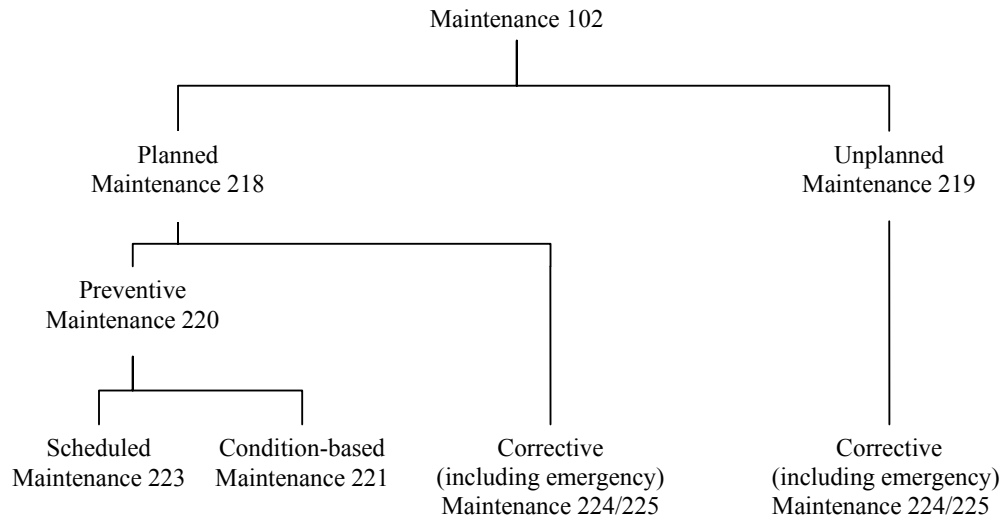 Maintenance 102
Planned
Maintenance 218
Unplanned
Maintenance 219
Preventive
Maintenance 220
Scheduled
Maintenance 223
Condition-based
Maintenance 221
Corrective
(including emergency)
Maintenance 224/225
Corrective
(including emergency)
Maintenance 224/225